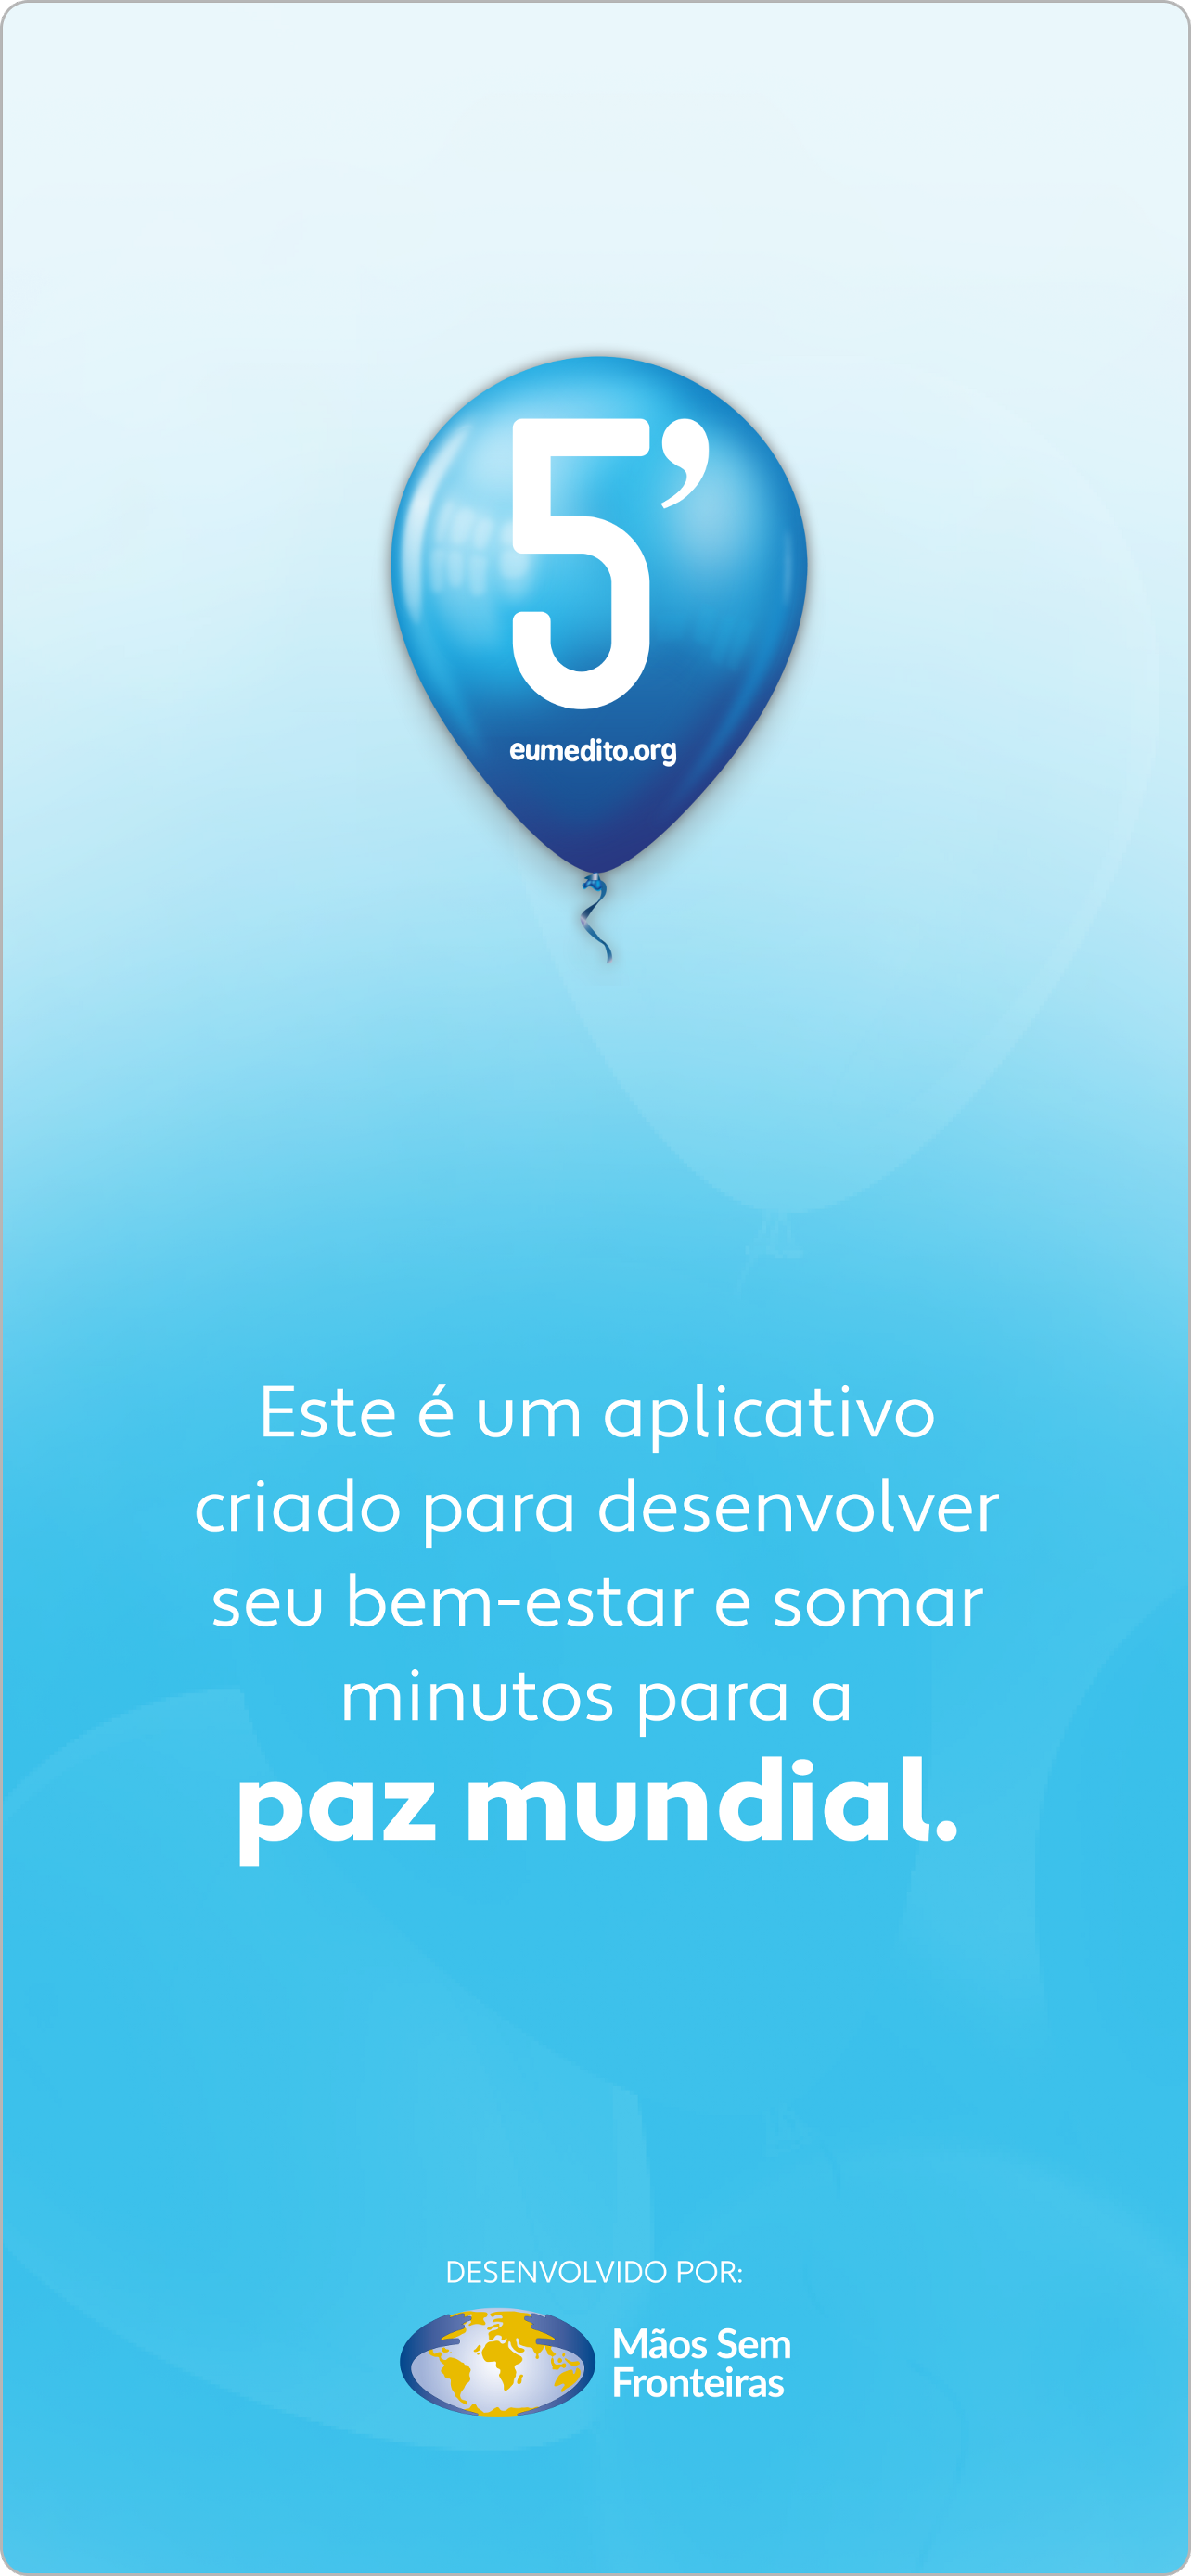 5’
eumedito.org
Este é um aplicativo
criado para desenvolver
seu bem-estar e somar
minutos para a
paz mundial.
DESENVOLVIDO POR:
Mãos Sem
Fronteiras